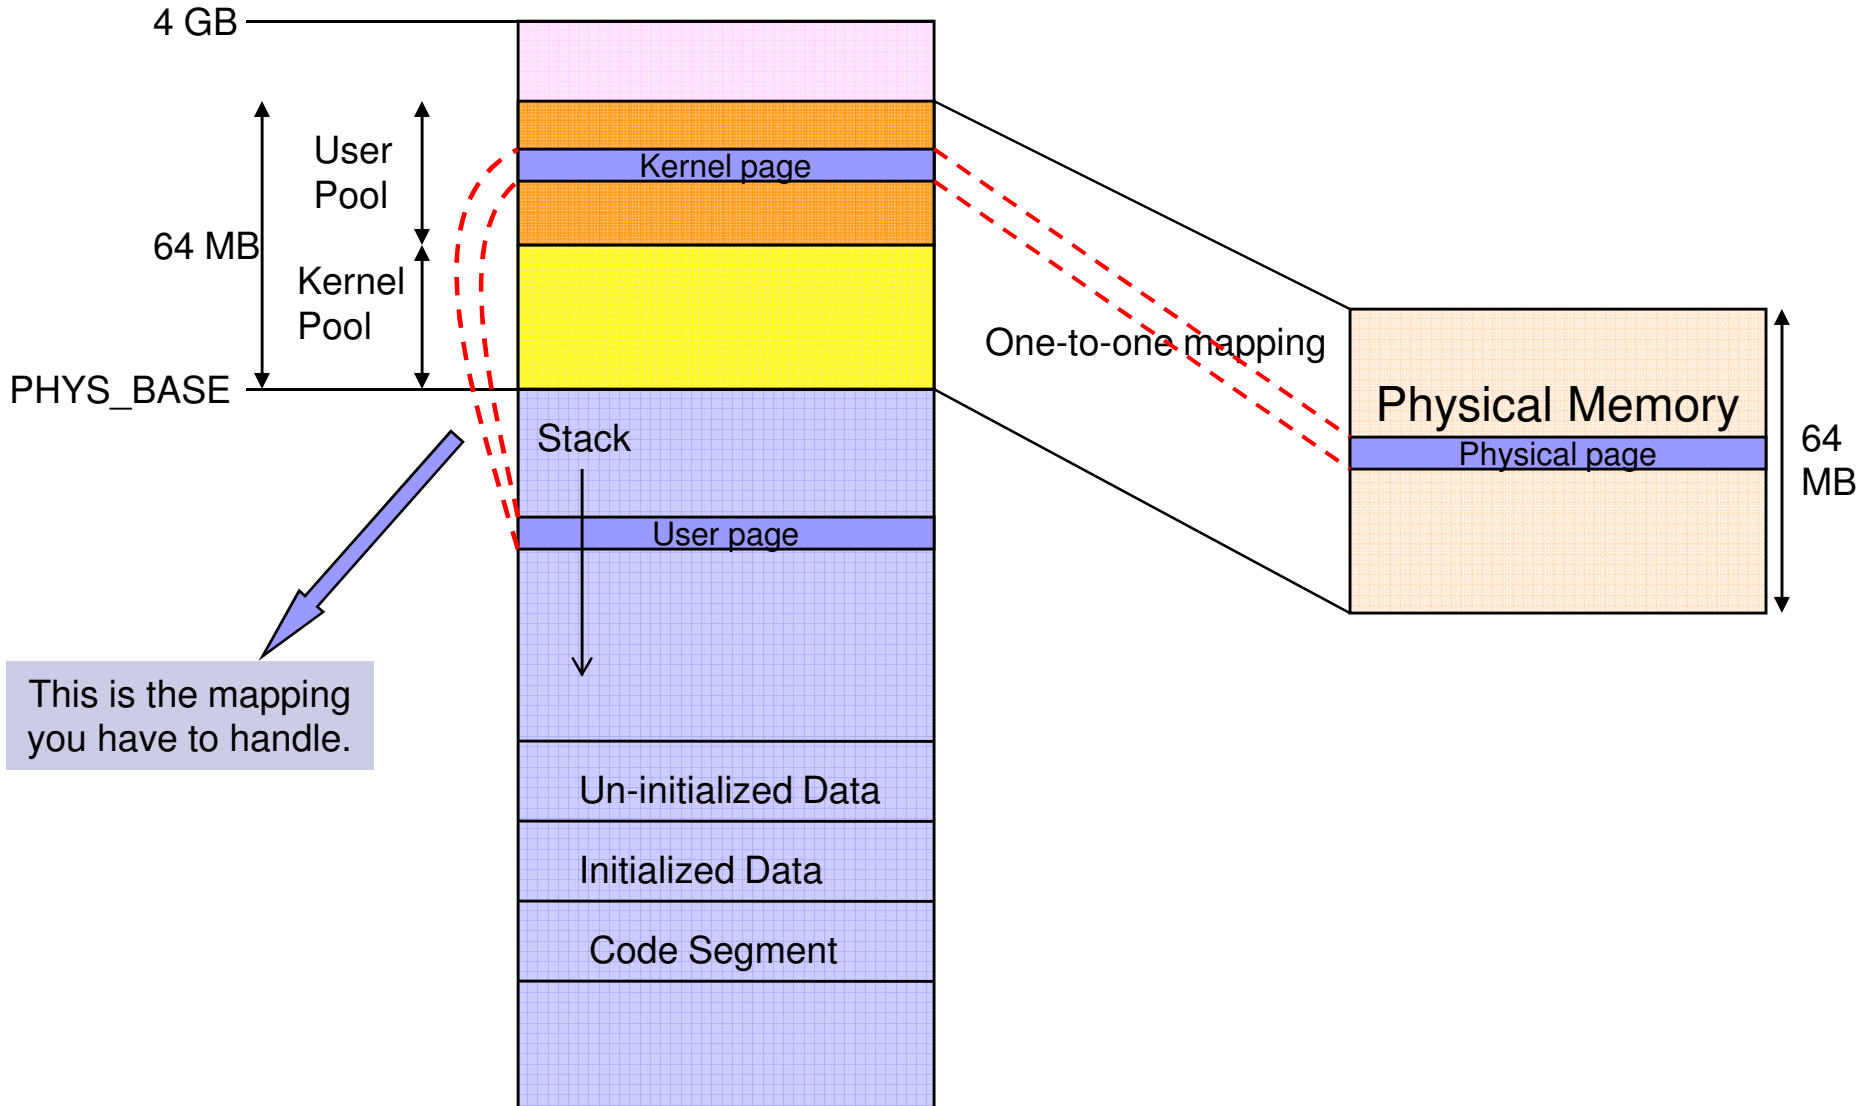 4 GB
User
Pool
Kernel page
64 MB
Kernel
Pool
One-to-one mapping
PHYS_BASE
Physical Memory
Stack
64
MB
Physical page
User page
This is the mapping
you have to handle.
Un-initialized Data
Initialized Data
Code Segment